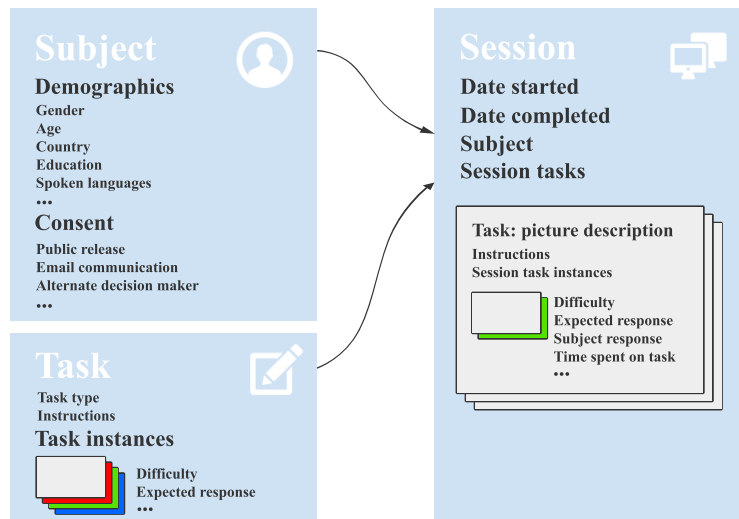 Subject
Demographics
Gender
Age
Country
Education
Spoken languages
...
Consent
Public release
Email communication
Alternate decision maker
...
Task
Task type
Instructions
Task instances
Difficulty
Expected response
...
Session
Date started
Date completed
Subject
Session tasks
Task: picture description
Instructions
Session task instances
Difficulty
Expected response
Subject response
Time spent on task
...